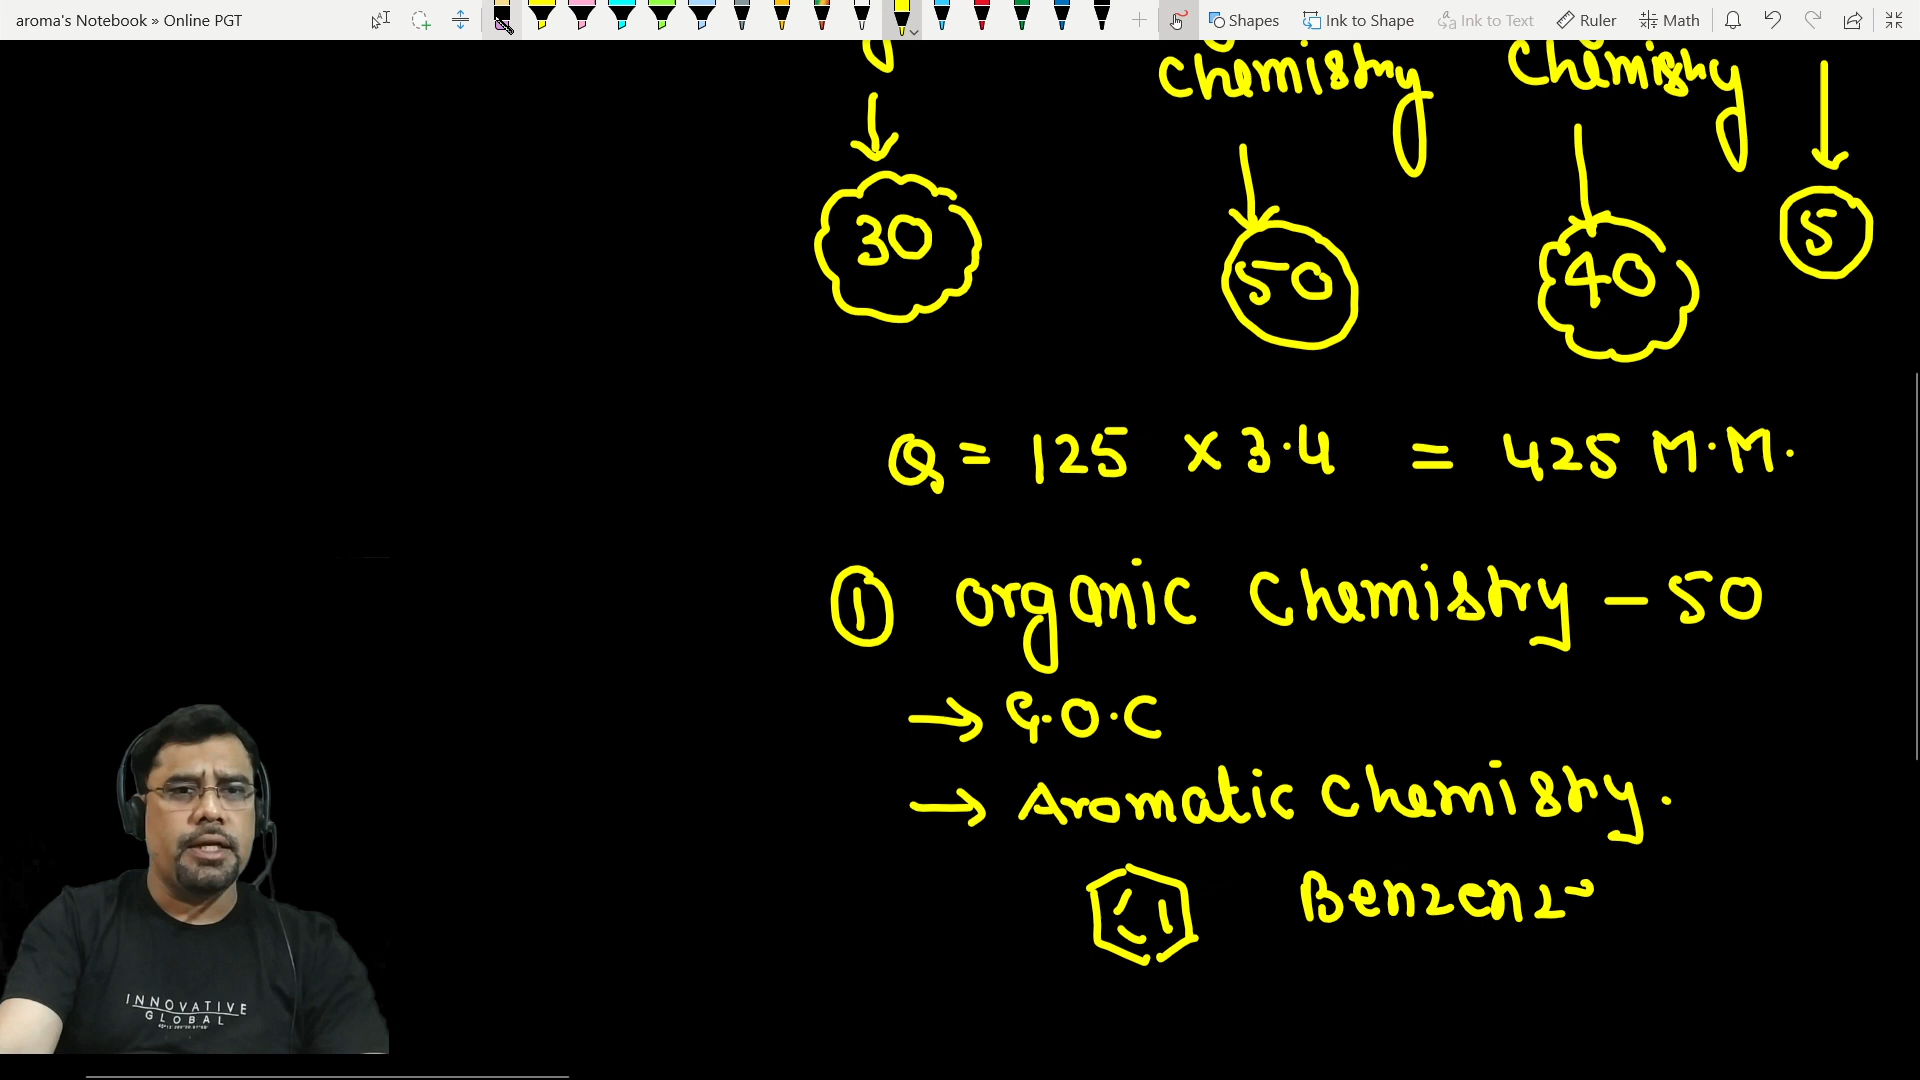 aroma's Notebook » Online PGT
Shapes Ink to Shape Ink to Text Ruler Math
Chemistry Chemistry
30 50 40 5
Q = 125 × 3.4 = 425 M.M.
① Organic Chemistry – 50
→ G.O.C
→ Aromatic Chemistry.
Benzene
INNOVATIVE
GLOBAL